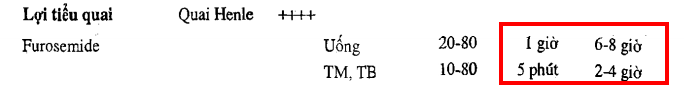 Lợi tiểu quai Quai Henle ++++
Furosemide Uống 20-80 1 giờ 6-8 giờ
TM, TB 10-80 5 phút 2-4 giờ